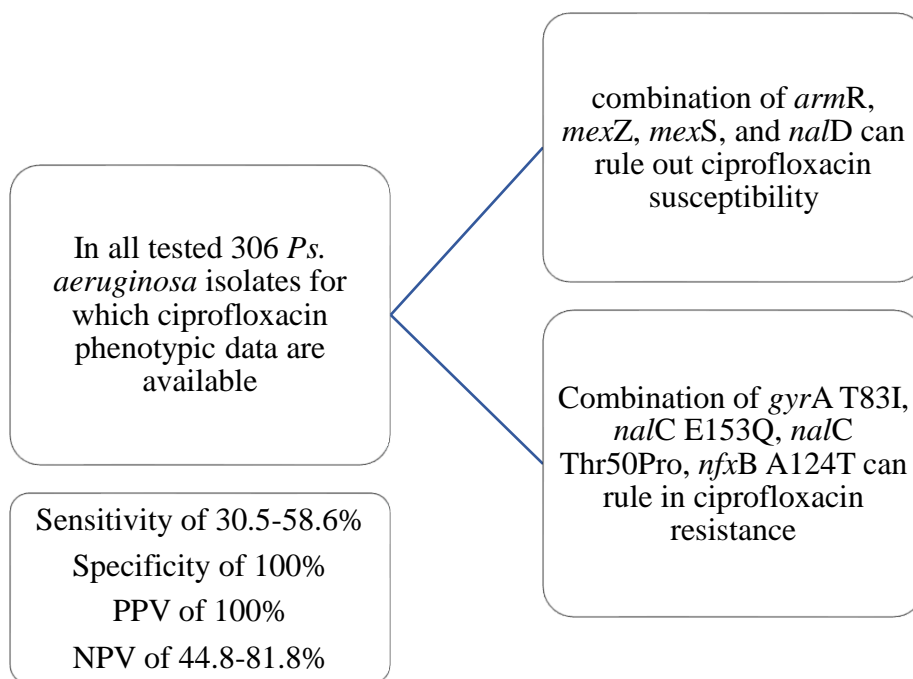 In all tested 306 Ps.
aeruginosa isolates for
which ciprofloxacin
phenotypic data are
available
Sensitivity of 30.5-58.6%
Specificity of 100%
PPV of 100%
NPV of 44.8-81.8%
combination of armR,
mexZ, mexS, and nalD can
rule out ciprofloxacin
susceptibility
Combination of gyrA T83I,
nalC E153Q, nalC
Thr50Pro, nfxB A124T can
rule in ciprofloxacin
resistance